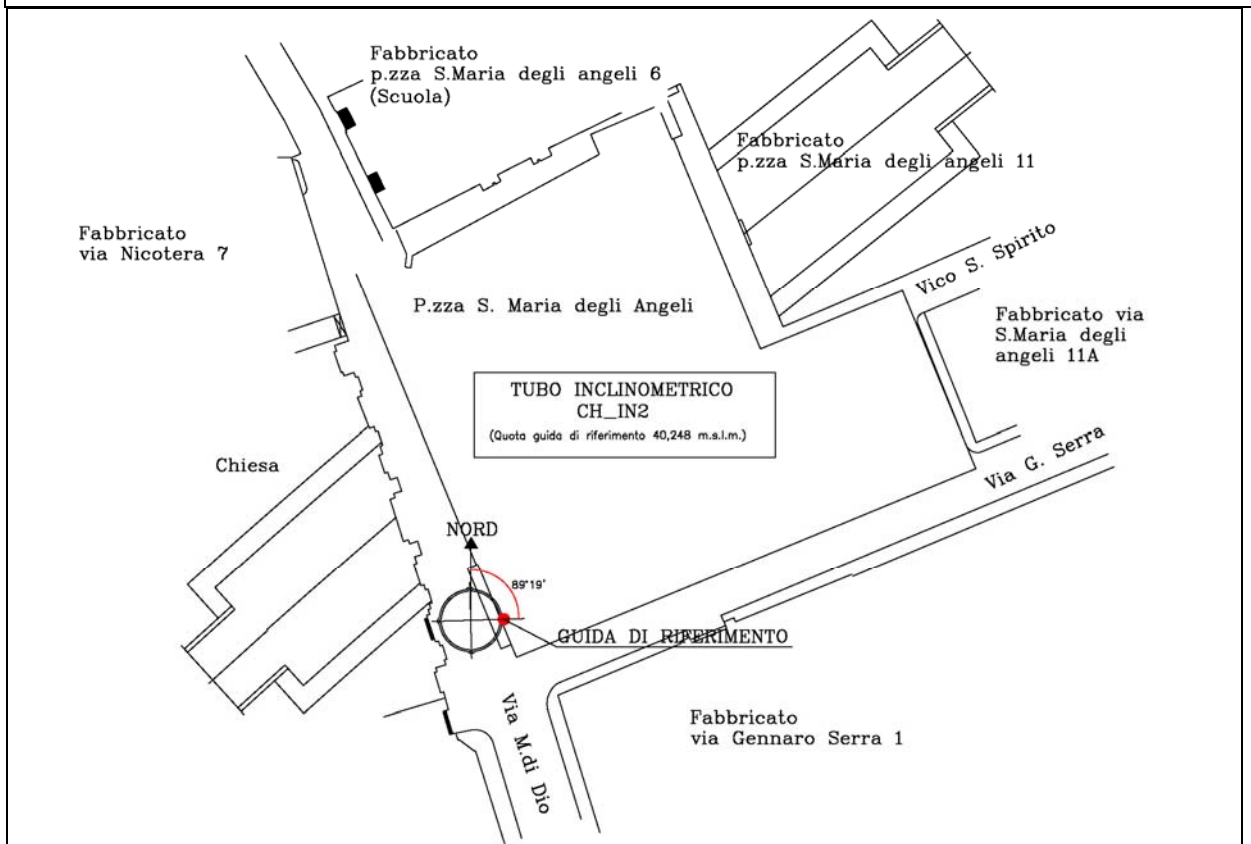 Fabbricato
p.zza S.Maria degli angeli 6
(Scuola)
Fabbricato
p.zza S.Maria degli angeli 11
Fabbricato
via Nicotera 7
Vico S. Spirito
P.zza S. Maria degli Angeli
Fabbricato via
S.Maria degli
angeli 11A
TUBO INCLINOMETRICO
CH_IN2
(Quota guida di riferimento 40,248 m.s.l.m.)
Chiesa
Via G. Serra
NORD
89°19'
GUIDA DI RIFERIMENTO
Via M.di Dio
Fabbricato
via Gennaro Serra 1